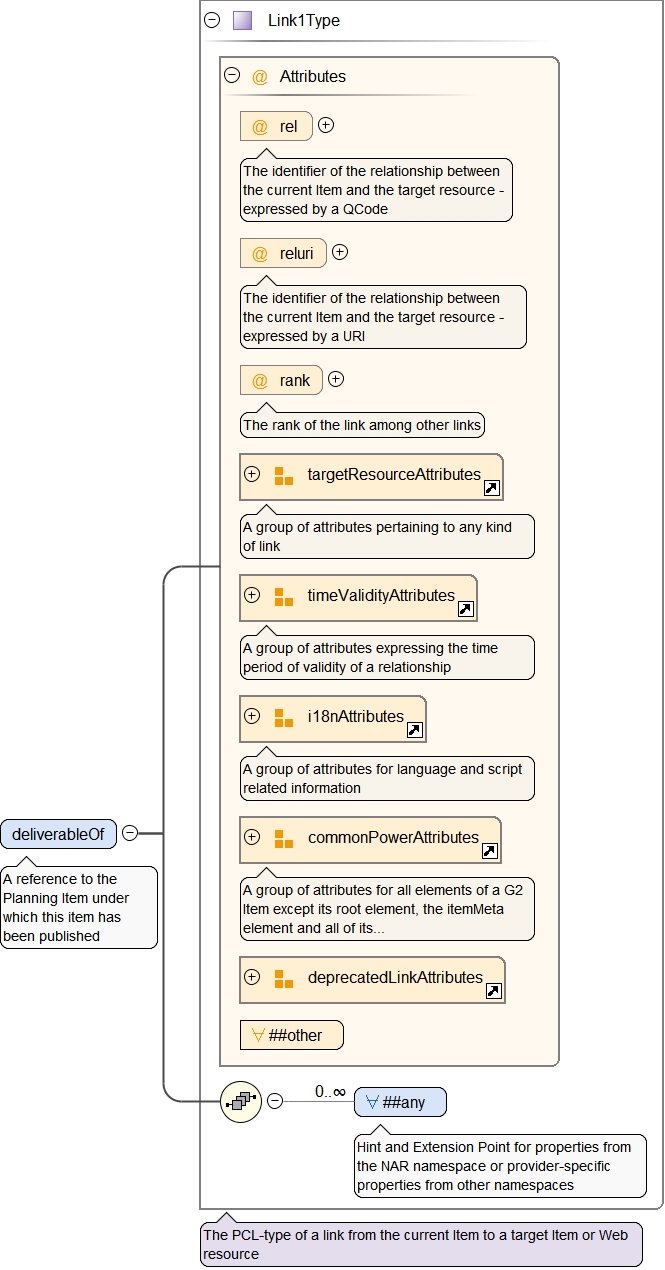 Link1Type
@ Attributes
@ rel
The identifier of the relationship between
the current Item and the target resource -
expressed by a QCode
@ reluri
The identifier of the relationship between
the current Item and the target resource -
expressed by a URI
@ rank
The rank of the link among other links
targetResourceAttributes
A group of attributes pertaining to any kind
of link
timeValidityAttributes
A group of attributes expressing the time
period of validity of a relationship
i18nAttributes
A group of attributes for language and script
related information
commonPowerAttributes
A group of attributes for all elements of a G2
Item except its root element, the itemMeta
element and all of its...
deprecatedLinkAttributes
##other
deliverableOf
A reference to the
Planning Item under
which this item has
been published
0..∞
##any
Hint and Extension Point for properties from
the NAR namespace or provider-specific
properties from other namespaces
The PCL-type of a link from the current Item to a target Item or Web
resource